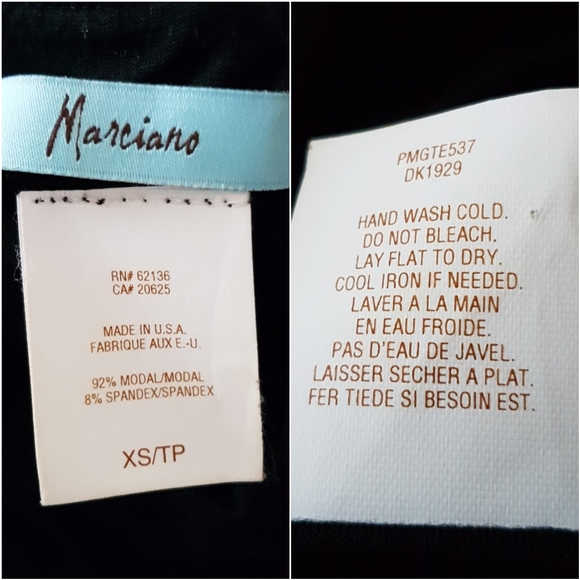 Marciano
RN# 62136
CA# 20625
MADE IN U.S.A.
FABRIQUE AUX E.-U.
92% MODAL/MODAL
8% SPANDEX/SPANDEX
XS/TP
PMGTE537
DK1929
HAND WASH COLD.
DO NOT BLEACH.
LAY FLAT TO DRY.
COOL IRON IF NEEDED.
LAVER A LA MAIN
EN EAU FROIDE.
PAS D'EAU DE JAVEL.
LAISSER SECHER A PLAT.
FER TIEDE SI BESOIN EST.